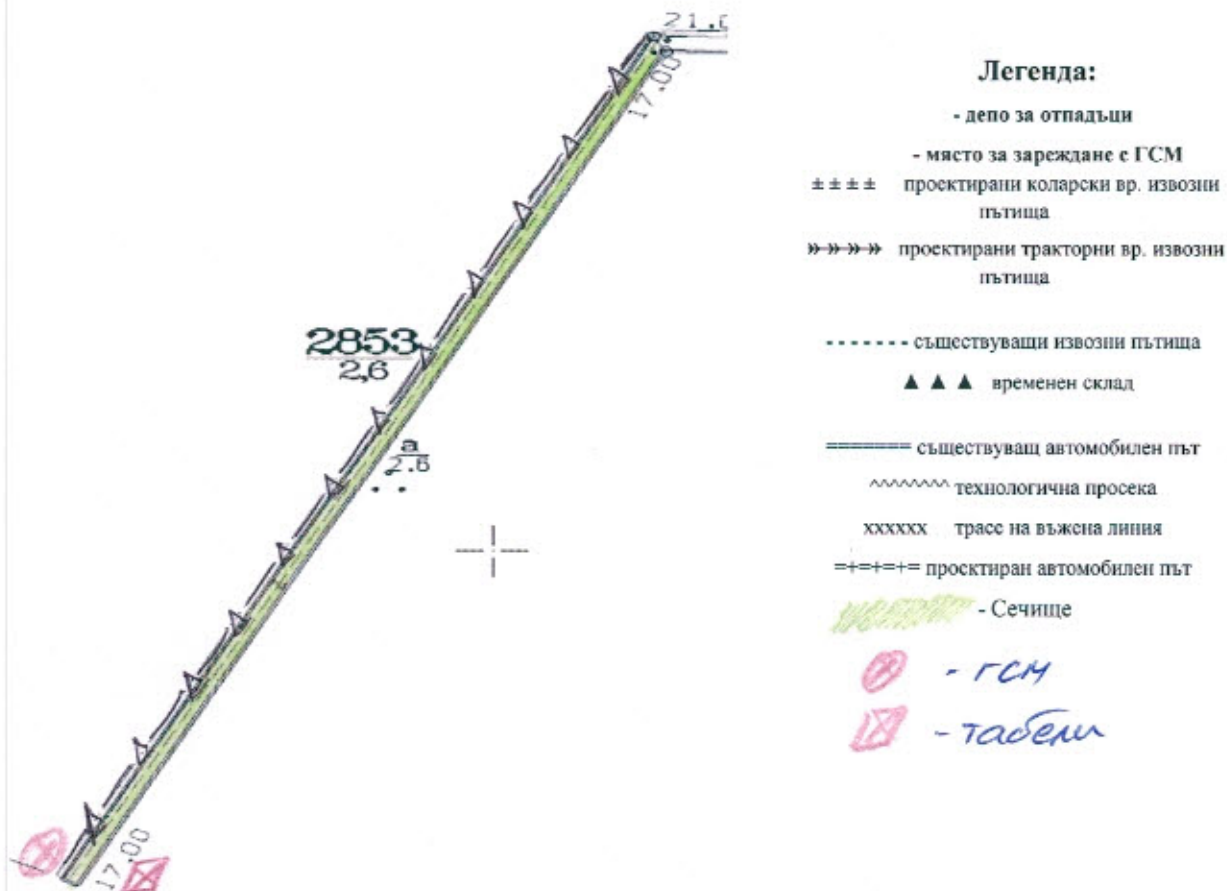 21.
17.00
2853
2,6
а
2.6
17.00
Легенда:
- депо за отпадъци
- място за зареждане с ГСМ
± ± ± ± проектирани коларски вр. извозни
пътища
»»»» проектирани тракторни вр. извозни
пътища
- - - - - - - съществуващи извозни пътища
▲ ▲ ▲ временен склад
======= съществуващ автомобилен път
^^^^^^^^ технологична просека
xxxxxx трасе на въжена линия
=+=+=+= проектиран автомобилен път
- Сечище
- ГСМ
- табели